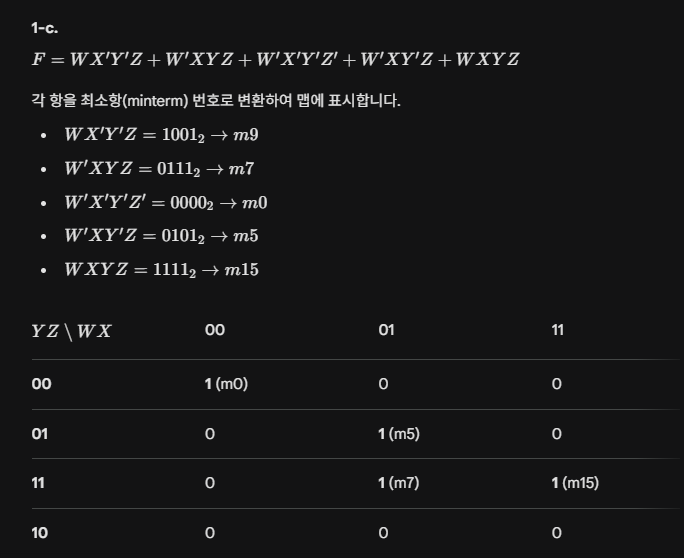 1-c.
F = WX′Y′Z + W′XYZ + W′X′Y′Z′ + W′XY′Z + WXYZ
각 항을 최소항(minterm) 번호로 변환하여 맵에 표시합니다.
• WX′Y′Z = 1001₂ → m9
• W′XYZ = 0111₂ → m7
• W′X′Y′Z′ = 0000₂ → m0
• W′XY′Z = 0101₂ → m5
• WXYZ = 1111₂ → m15
YZ \ WX 00 01 11
00 1 (m0) 0 0
01 0 1 (m5) 0
11 0 1 (m7) 1 (m15)
10 0 0 0